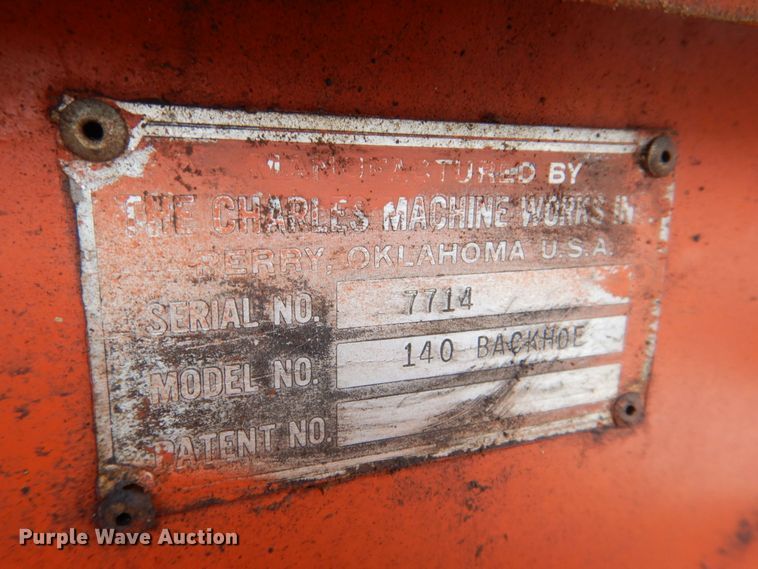 MANUFACTURED BY
THE CHARLES MACHINE WORKS IN
PERRY, OKLAHOMA U.S.A.
SERIAL NO. 7714
MODEL NO. 140 BACKHOE
PATENT NO.
Purple Wave Auction